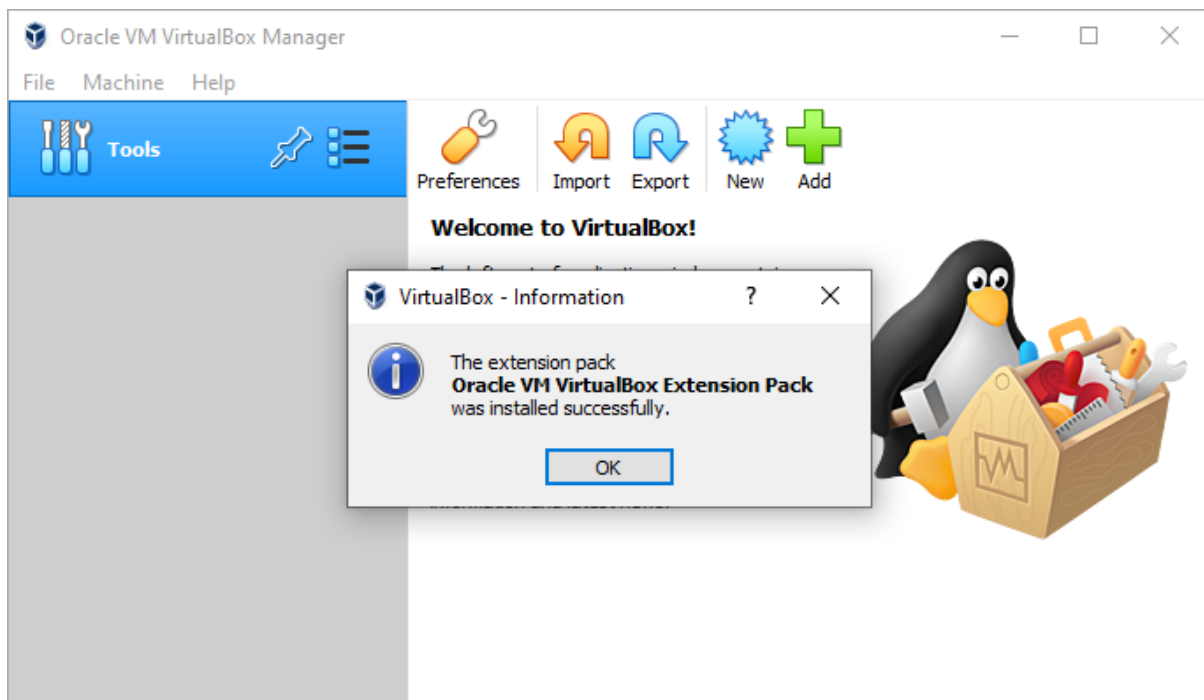 Oracle VM VirtualBox Manager
File Machine Help
Tools
Preferences Import Export New Add
Welcome to VirtualBox!
VirtualBox - Information ?
The extension pack
Oracle VM VirtualBox Extension Pack
was installed successfully.
OK